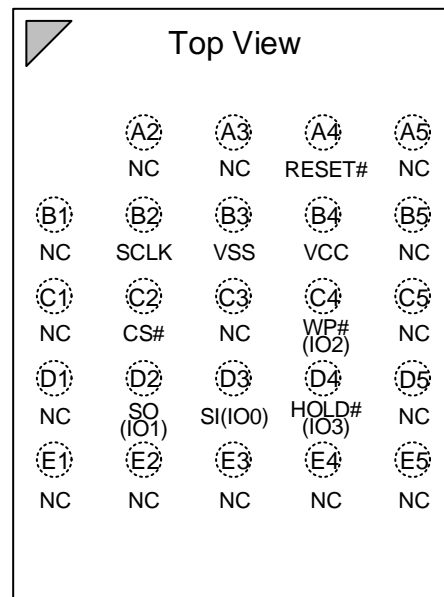 Top View
A2 A3 A4 A5
NC NC RESET# NC
B1 B2 B3 B4 B5
NC SCLK VSS VCC NC
C1 C2 C3 C4 C5
NC CS# NC WP# NC
(IO2)
D1 D2 D3 D4 D5
NC SO SI(IO0) HOLD# NC
(IO1) (IO3)
E1 E2 E3 E4 E5
NC NC NC NC NC